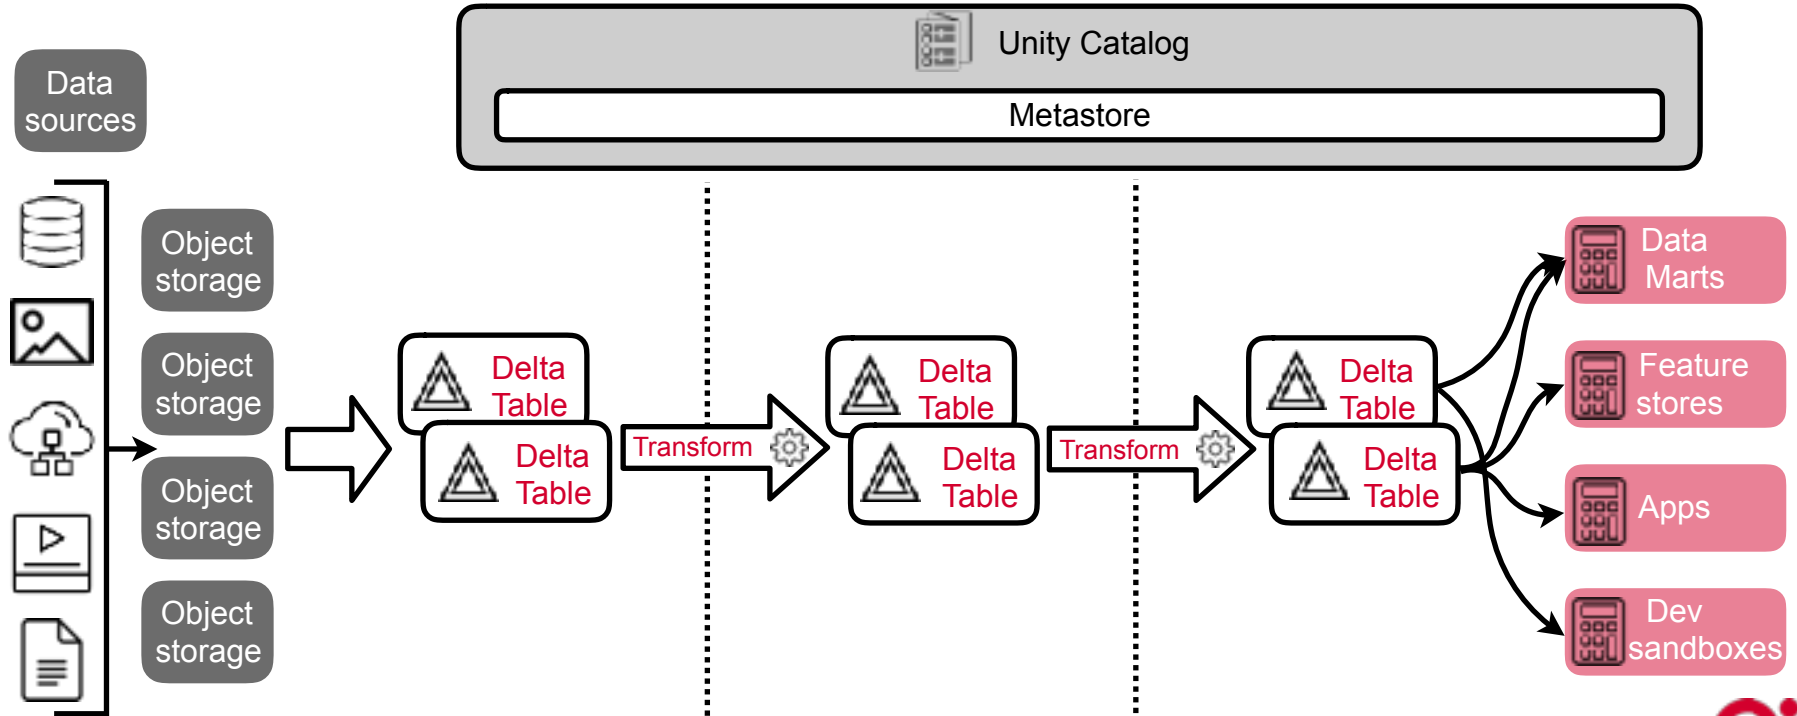 Unity Catalog
Metastore
Data
sources
Object
storage
Object
storage
Object
storage
Object
storage
Delta
Table
Delta
Table
Transform
Delta
Table
Delta
Table
Transform
Delta
Table
Delta
Table
Data
Marts
Feature
stores
Apps
Dev
sandboxes